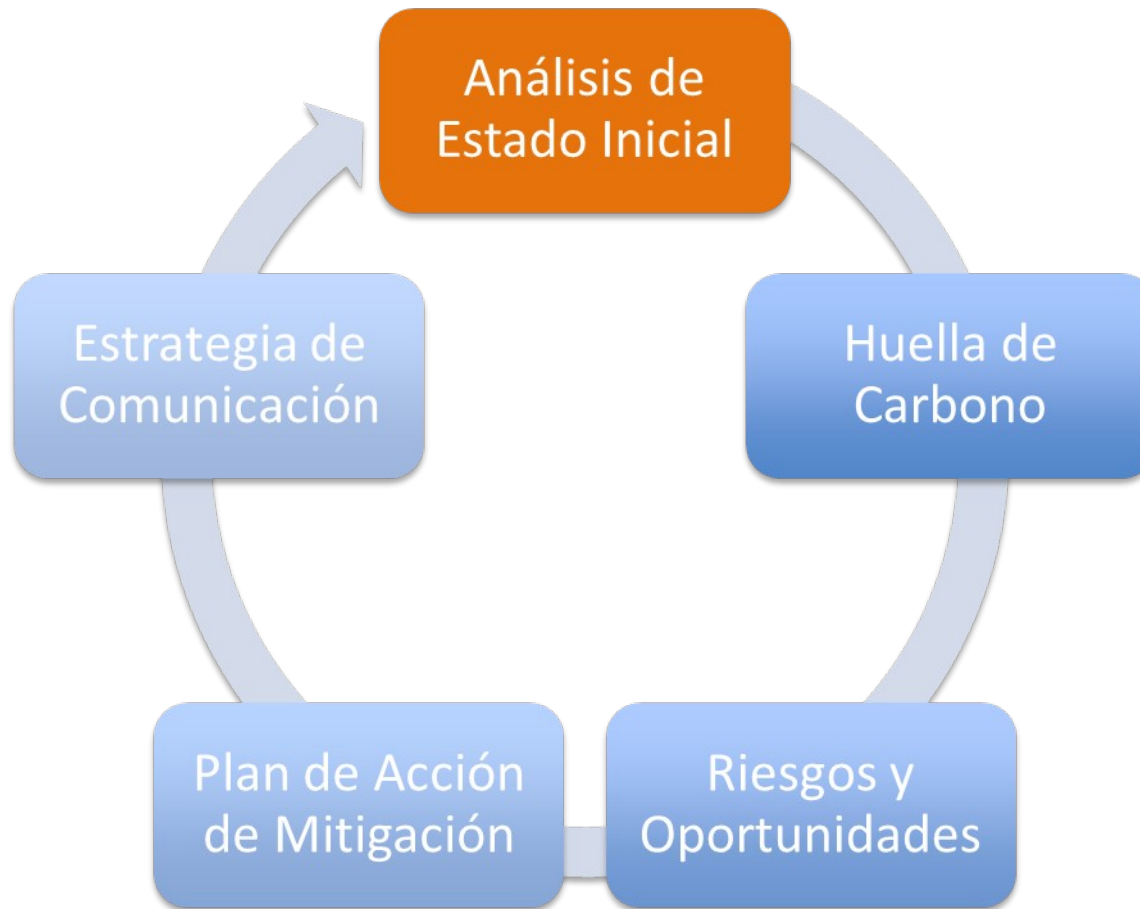 Análisis de
Estado Inicial
Huella de
Carbono
Riesgos y
Oportunidades
Plan de Acción
de Mitigación
Estrategia de
Comunicación